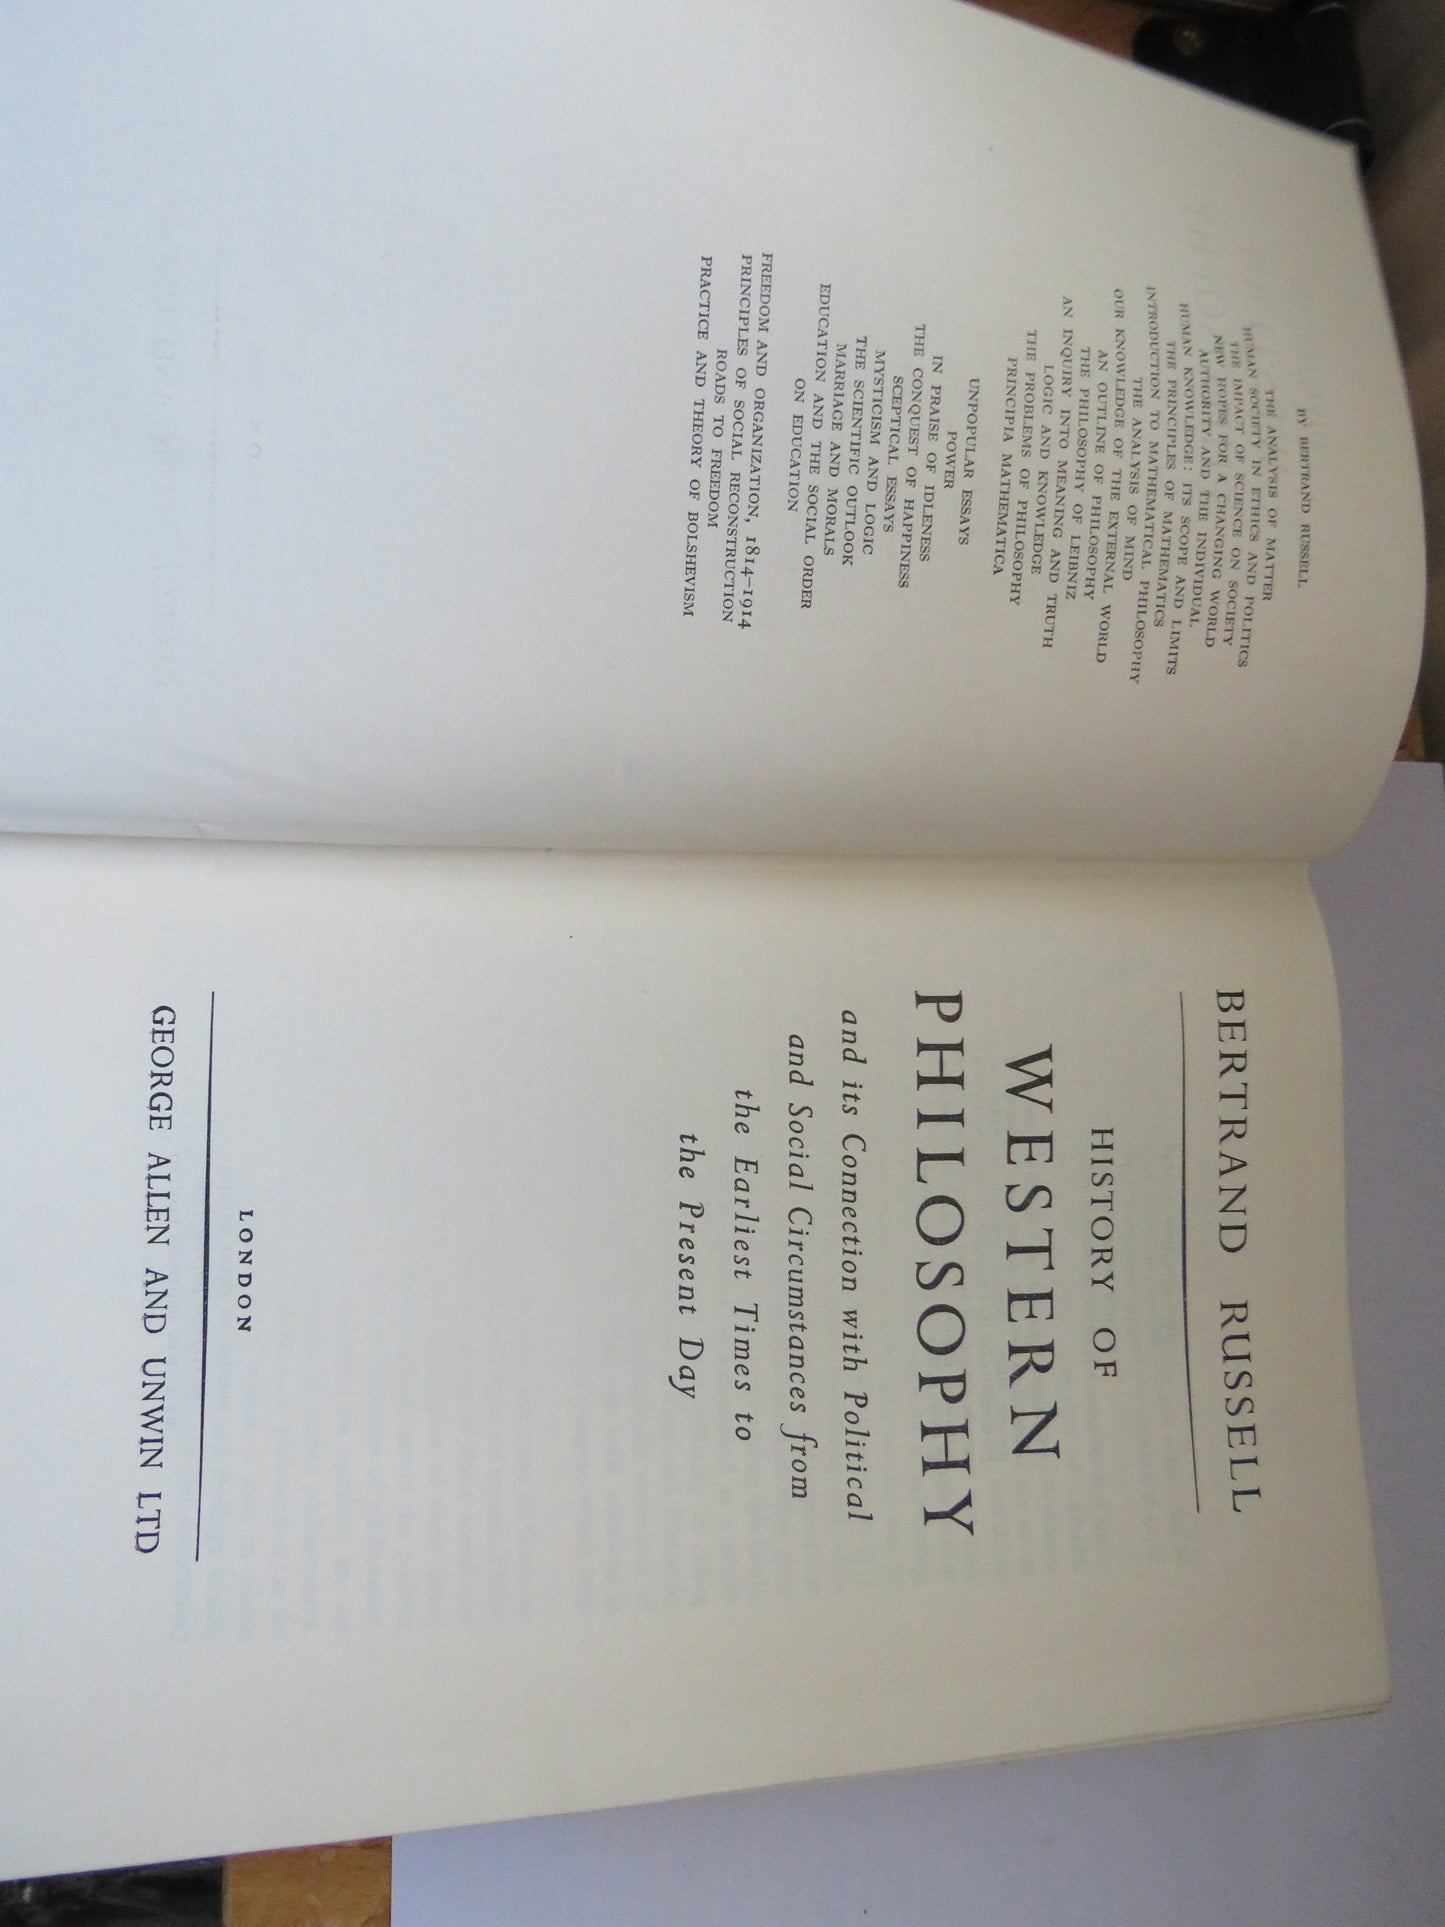 BY BERTRAND RUSSELL
THE ANALYSIS OF MATTER
HUMAN SOCIETY IN ETHICS AND POLITICS
THE IMPACT OF SCIENCE ON SOCIETY
NEW HOPES FOR A CHANGING WORLD
AUTHORITY AND THE INDIVIDUAL
HUMAN KNOWLEDGE: ITS SCOPE AND LIMITS
THE PRINCIPLES OF MATHEMATICS
INTRODUCTION TO MATHEMATICAL PHILOSOPHY
THE ANALYSIS OF MIND
OUR KNOWLEDGE OF THE EXTERNAL WORLD
AN OUTLINE OF PHILOSOPHY
THE PHILOSOPHY OF LEIBNIZ
AN INQUIRY INTO MEANING AND TRUTH
LOGIC AND KNOWLEDGE
THE PROBLEMS OF PHILOSOPHY
PRINCIPIA MATHEMATICA
UNPOPULAR ESSAYS
POWER
IN PRAISE OF IDLENESS
THE CONQUEST OF HAPPINESS
SCEPTICAL ESSAYS
MYSTICISM AND LOGIC
THE SCIENTIFIC OUTLOOK
MARRIAGE AND MORALS
EDUCATION AND THE SOCIAL ORDER
ON EDUCATION
FREEDOM AND ORGANIZATION, 1814–1914
PRINCIPLES OF SOCIAL RECONSTRUCTION
ROADS TO FREEDOM
PRACTICE AND THEORY OF BOLSHEVISM
BERTRAND RUSSELL
HISTORY OF
WESTERN
PHILOSOPHY
and its Connection with Political
and Social Circumstances from
the Earliest Times to
the Present Day
LONDON
GEORGE ALLEN AND UNWIN LTD